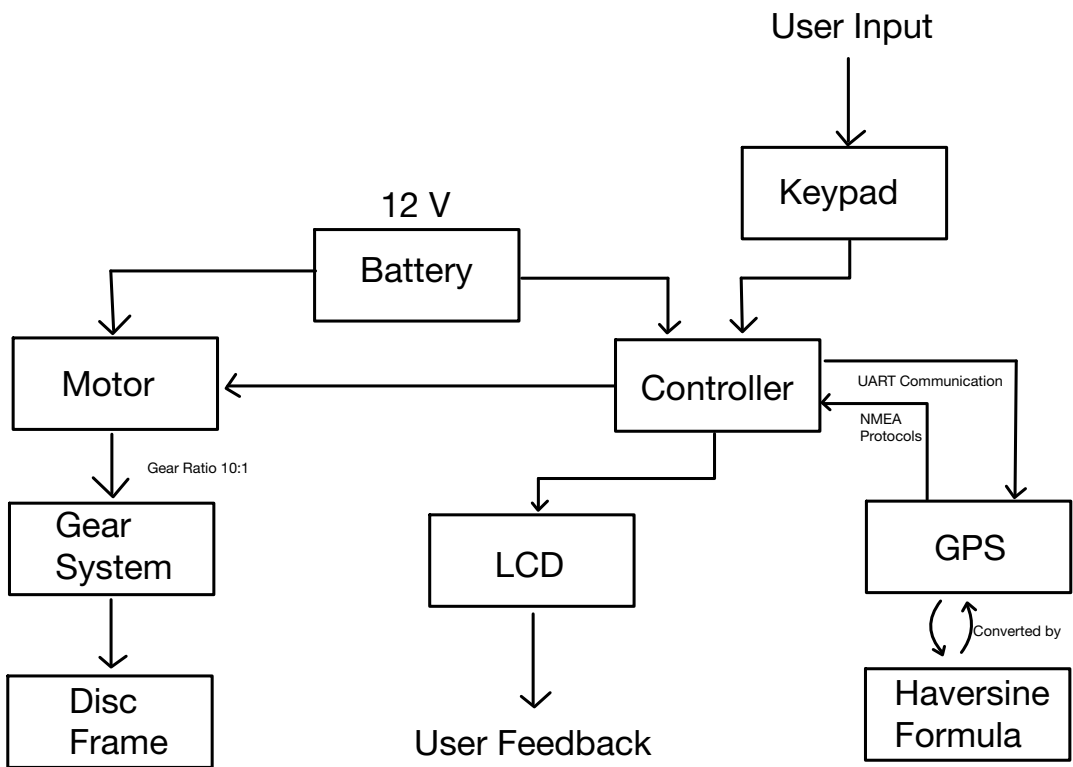 User Input
Keypad
12 V
Battery
Motor
Controller
UART Communication
NMEA
Protocols
Gear Ratio 10:1
Gear
System
LCD
GPS
Converted by
Disc
Frame
User Feedback
Haversine
Formula